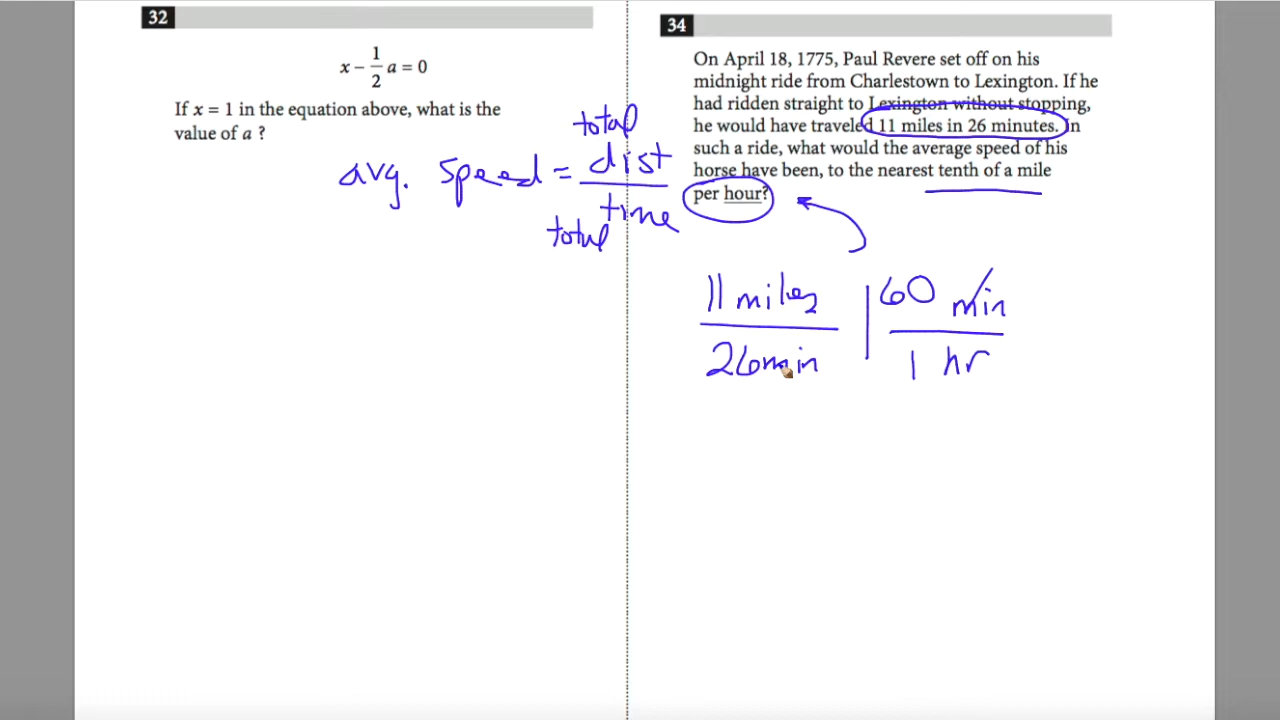 32
x − 1/2 a = 0
If x = 1 in the equation above, what is the
value of a ?
34
On April 18, 1775, Paul Revere set off on his
midnight ride from Charlestown to Lexington. If he
had ridden straight to Lexington without stopping,
he would have traveled 11 miles in 26 minutes. In
such a ride, what would the average speed of his
horse have been, to the nearest tenth of a mile
per hour?
total
avg. speed = dist
time
total
11 miles | 60 min
26min | 1 hr